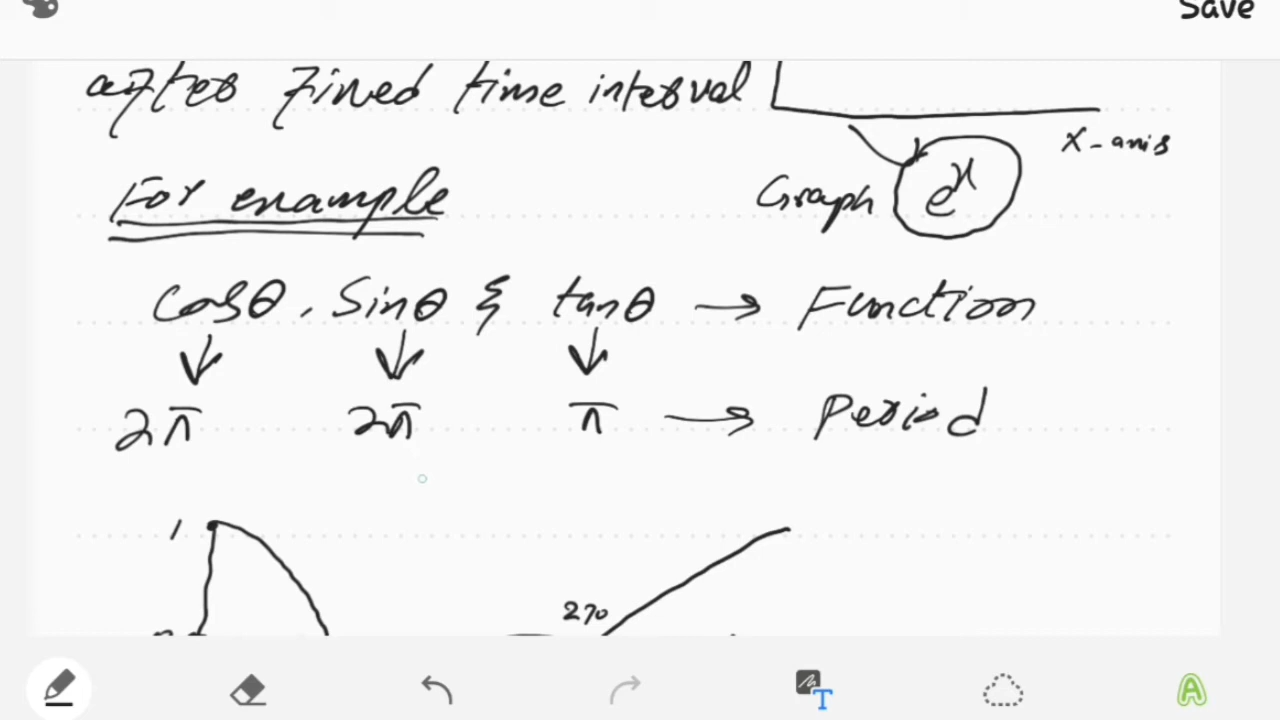 Save
after fixed time interval
X-axis
For example
Graph e^x
Cosθ, Sinθ & tanθ → Function
2π 2π π → Period
1
270